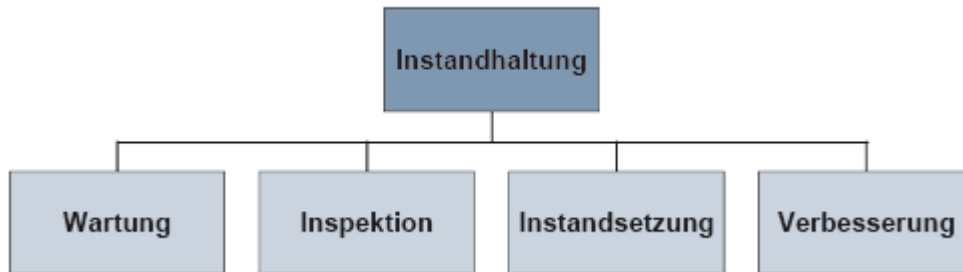 Instandhaltung
Wartung
Inspektion
Instandsetzung
Verbesserung